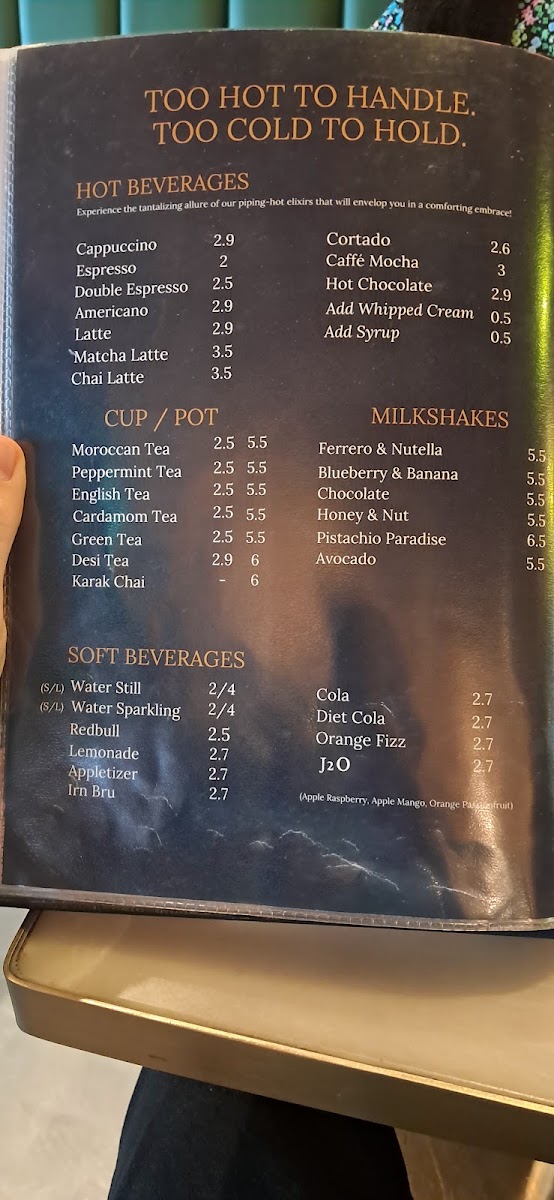 TOO HOT TO HANDLE.
TOO COLD TO HOLD.
HOT BEVERAGES
Experience the tantalizing allure of our piping-hot elixirs that will envelop you in a comforting embrace!
Cappuccino 2.9
Espresso 2
Double Espresso 2.5
Americano 2.9
Latte 2.9
Matcha Latte 3.5
Chai Latte 3.5
Cortado 2.6
Caffé Mocha 3
Hot Chocolate 2.9
Add Whipped Cream 0.5
Add Syrup 0.5
CUP / POT
Moroccan Tea 2.5 5.5
Peppermint Tea 2.5 5.5
English Tea 2.5 5.5
Cardamom Tea 2.5 5.5
Green Tea 2.5 5.5
Desi Tea 2.9 6
Karak Chai - 6
MILKSHAKES
Ferrero & Nutella 5.5
Blueberry & Banana 5.5
Chocolate 5.5
Honey & Nut 5.5
Pistachio Paradise 6.5
Avocado 5.5
SOFT BEVERAGES
(S/L) Water Still 2/4
(S/L) Water Sparkling 2/4
Redbull 2.5
Lemonade 2.7
Appletizer 2.7
Irn Bru 2.7
Cola 2.7
Diet Cola 2.7
Orange Fizz 2.7
J2O 2.7
(Apple Raspberry, Apple Mango, Orange Passionfruit)